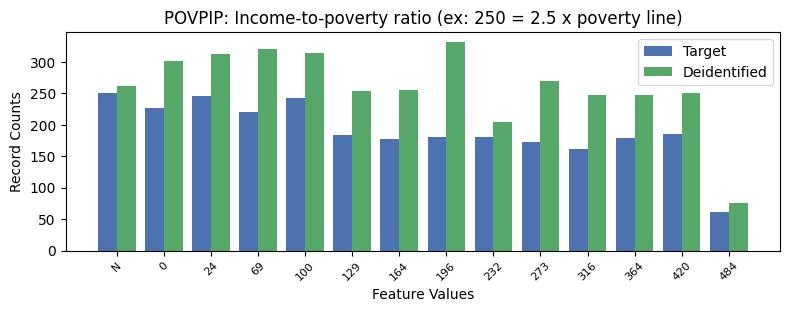 POVPIP: Income-to-poverty ratio (ex: 250 = 2.5 x poverty line)
Target
Deidentified
Record Counts
300
250
200
150
100
50
0
N 0 24 69 100 129 164 196 232 273 316 364 420 484
Feature Values